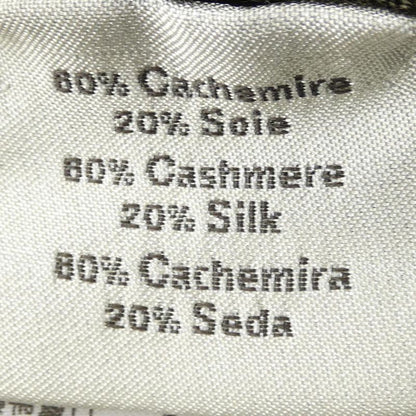 80% Cachemire
20% Soie
80% Cashmere
20% Silk
80% Cachemira
20% Seda